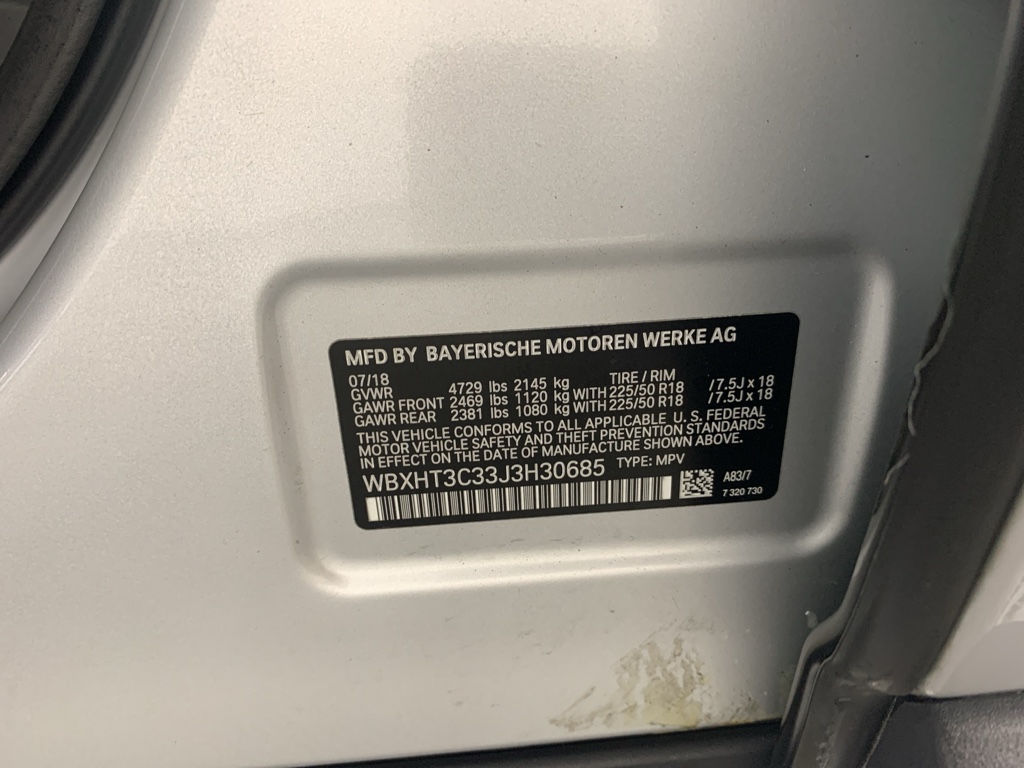 MFD BY BAYERISCHE MOTOREN WERKE AG
07/18 TIRE / RIM
GVWR 4729 lbs 2145 kg
GAWR FRONT 2469 lbs 1120 kg WITH 225/50 R18 / 7.5J x 18
GAWR REAR 2381 lbs 1080 kg WITH 225/50 R18 / 7.5J x 18
THIS VEHICLE CONFORMS TO ALL APPLICABLE U. S. FEDERAL
MOTOR VEHICLE SAFETY AND THEFT PREVENTION STANDARDS
IN EFFECT ON THE DATE OF MANUFACTURE SHOWN ABOVE.
WBXHT3C33J3H30685 TYPE: MPV
A83/7
7 320 730